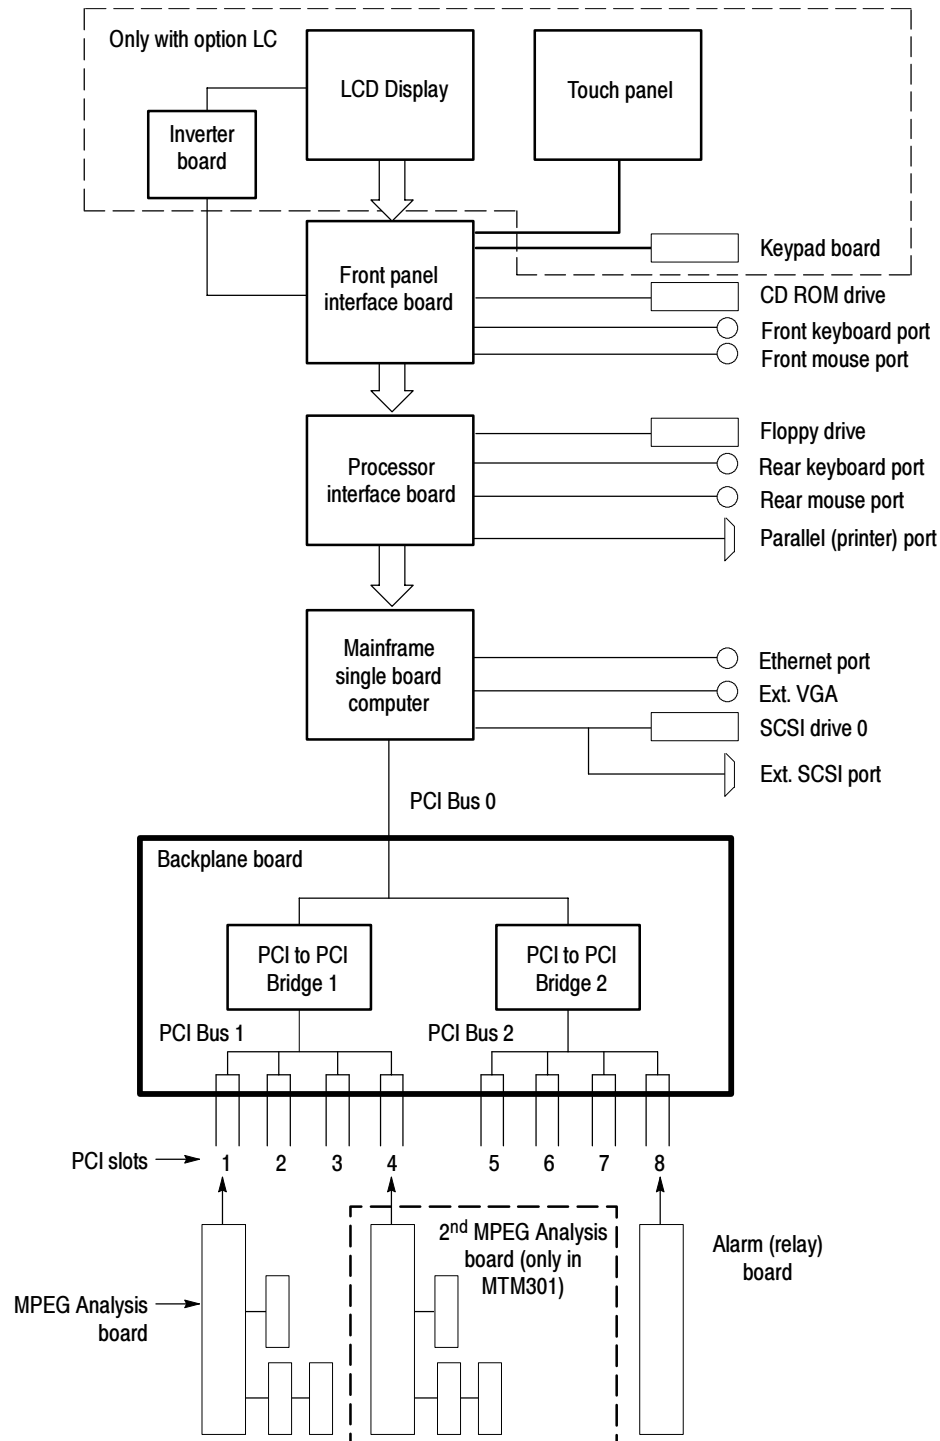 Only with option LC
LCD Display
Touch panel
Inverter
board
Keypad board
Front panel
interface board
CD ROM drive
Front keyboard port
Front mouse port
Processor
interface board
Floppy drive
Rear keyboard port
Rear mouse port
Parallel (printer) port
Mainframe
single board
computer
Ethernet port
Ext. VGA
SCSI drive 0
Ext. SCSI port
PCI Bus 0
Backplane board
PCI to PCI
Bridge 1
PCI to PCI
Bridge 2
PCI Bus 1
PCI Bus 2
PCI slots
1 2 3 4 5 6 7 8
2nd MPEG Analysis
board (only in
MTM301)
Alarm (relay)
board
MPEG Analysis
board